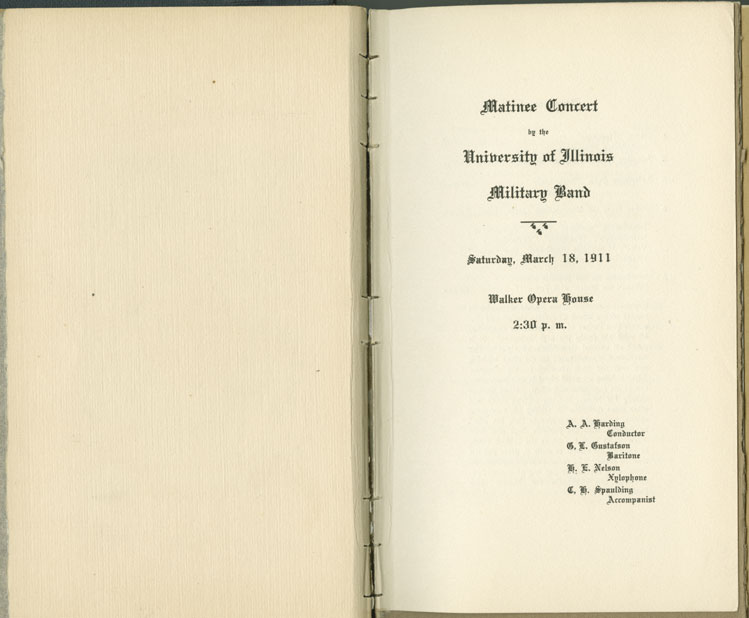 Matinee Concert
by the
University of Illinois
Military Band
Saturday, March 18, 1911
Walker Opera House
2:30 p. m.
A. A. Harding
Conductor
G. L. Gustafson
Baritone
H. E. Nelson
Xylophone
C. H. Spaulding
Accompanist